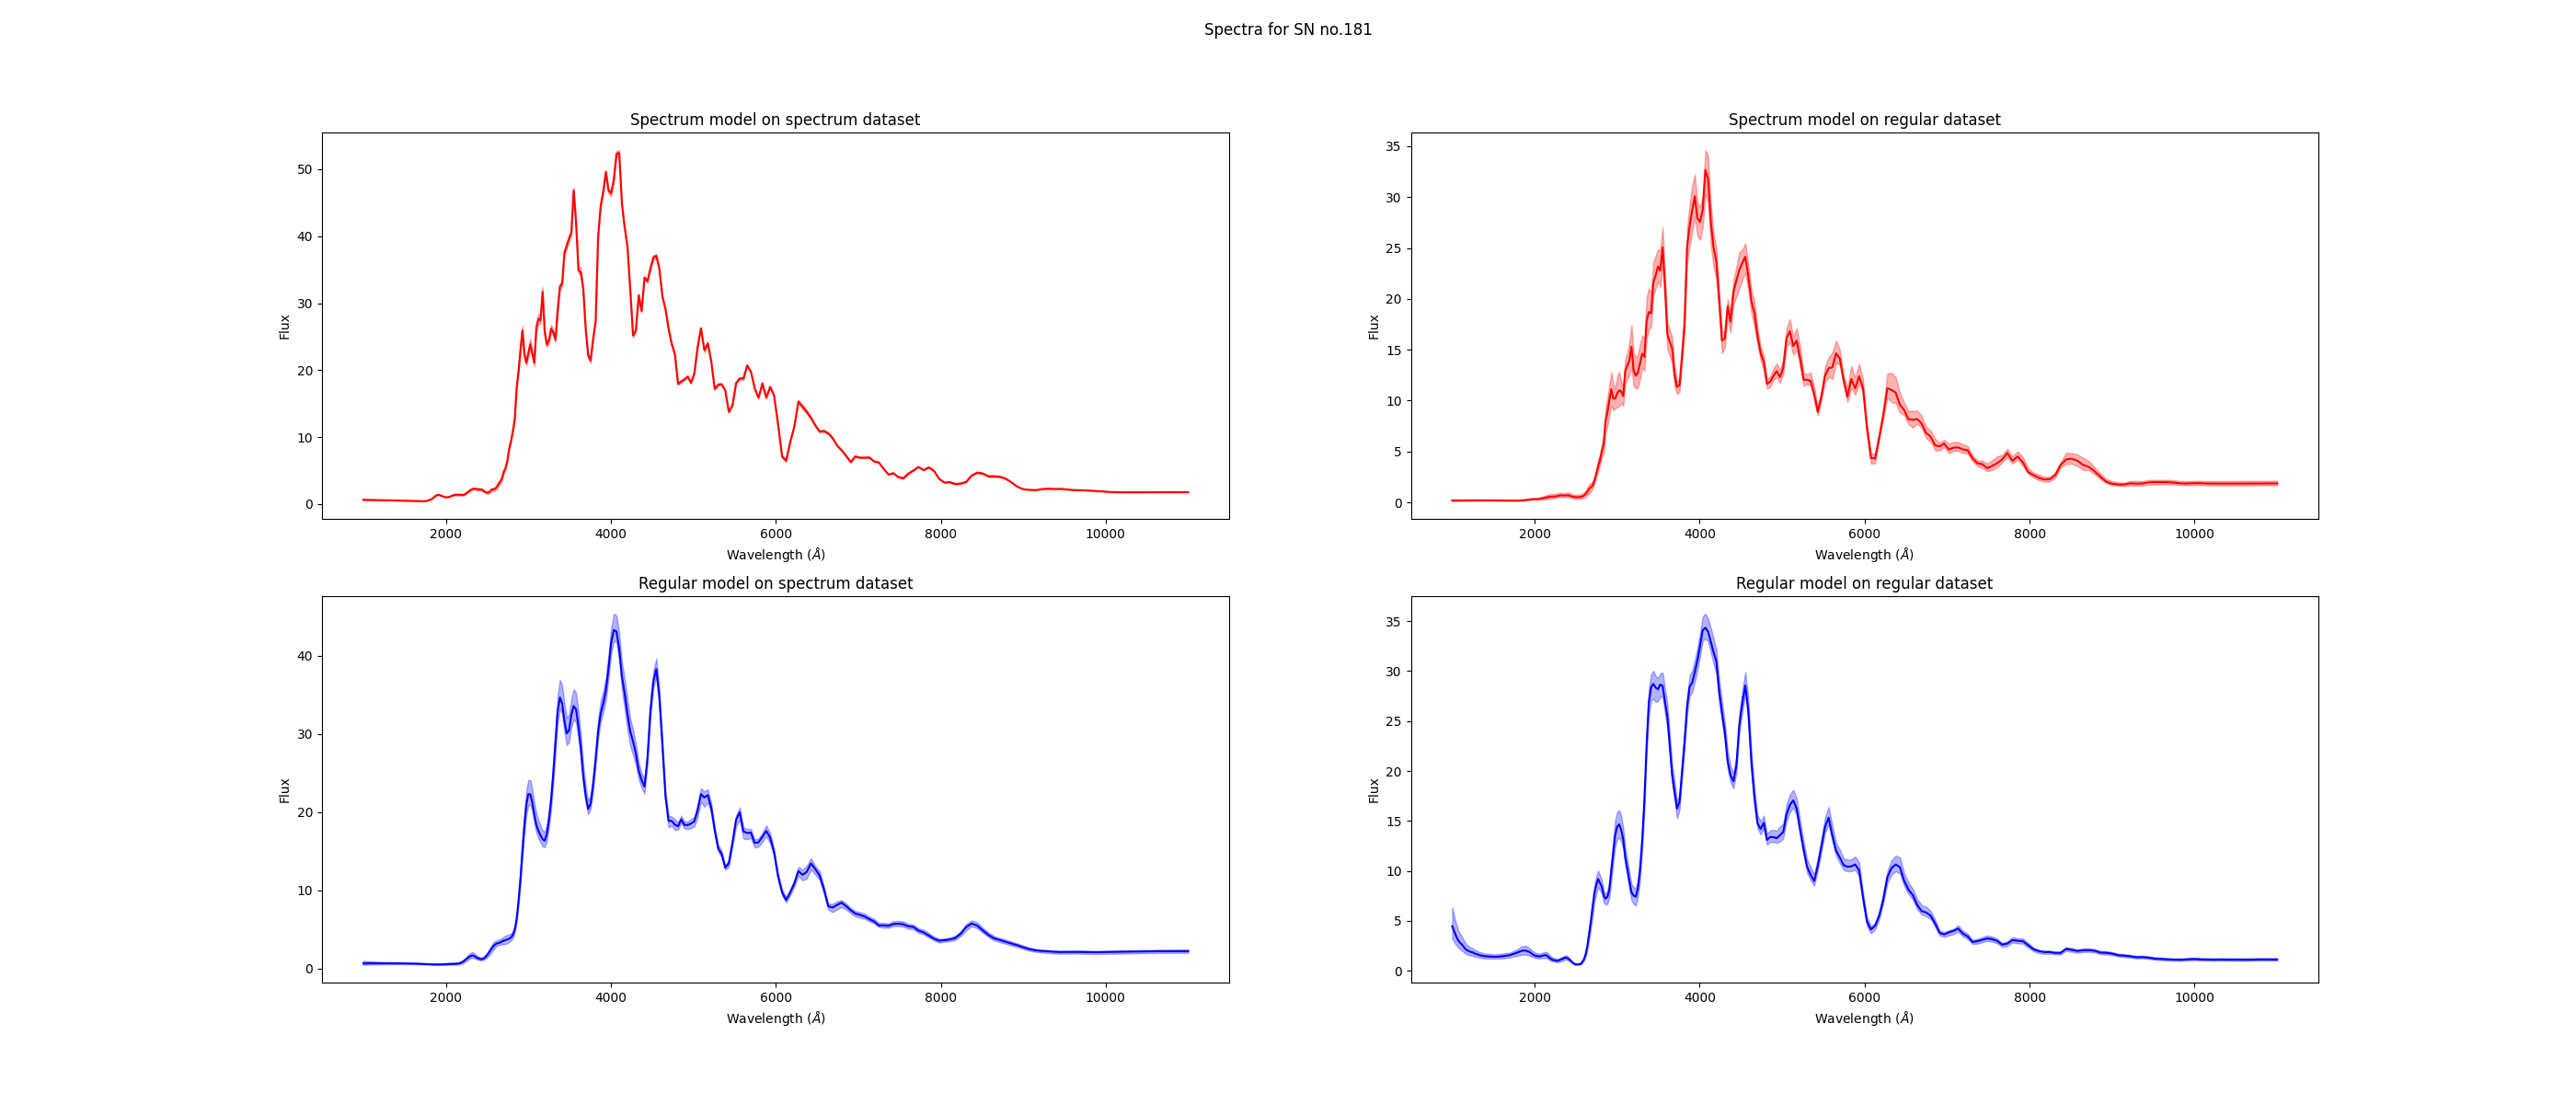 Spectra for SN no.181
Spectrum model on spectrum dataset
Flux
50
40
30
20
10
0
2000 4000 6000 8000 10000
Wavelength (Å)
Spectrum model on regular dataset
Flux
35
30
25
20
15
10
5
0
2000 4000 6000 8000 10000
Wavelength (Å)
Regular model on spectrum dataset
Flux
40
30
20
10
0
2000 4000 6000 8000 10000
Wavelength (Å)
Regular model on regular dataset
Flux
35
30
25
20
15
10
5
0
2000 4000 6000 8000 10000
Wavelength (Å)